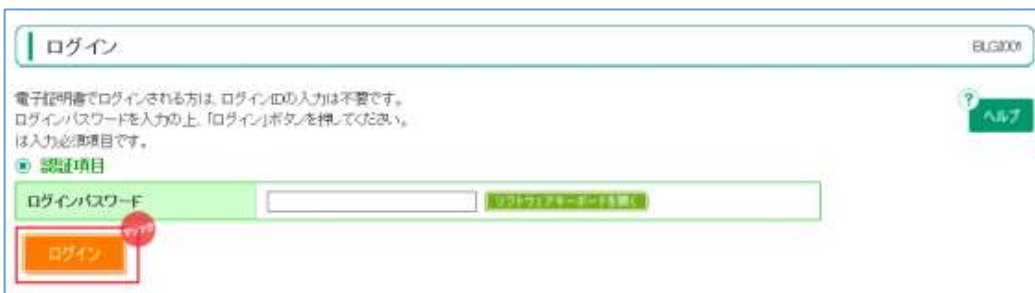 ログイン
BLGI001
電子証明書でログインされる方は、ログインIDの入力は不要です。
ログインパスワードを入力の上、「ログイン」ボタンを押してください。
は入力必須項目です。
? ヘルプ
認証項目
ログインパスワード
ソフトウェアキーボードを開く
クリック
ログイン